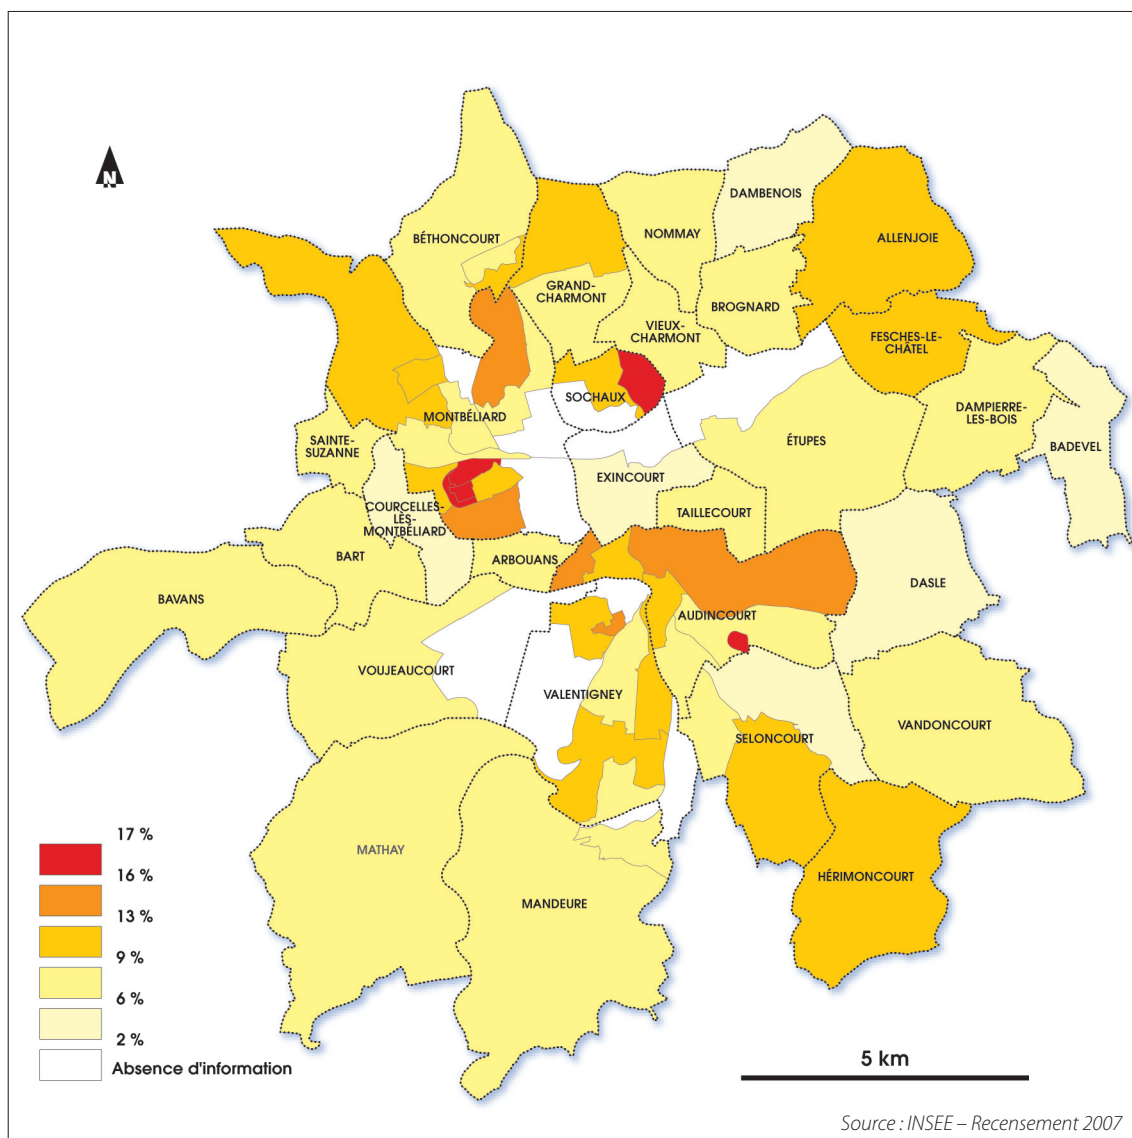 N
DAMBENOIS
NOMMAY
BÉTHONCOURT
ALLENJOIE
GRAND-
CHARMONT
BROGNARD
VIEUX-
CHARMONT
FESCHES-LE-
CHÂTEL
SOCHAUX
MONTBÉLIARD
DAMPIERRE-
LES-BOIS
SAINTE-
SUZANNE
ÉTUPES
BADEVEL
EXINCOURT
COURCELLES-
LÈS-
MONTBÉLIARD
TAILLECOURT
BART
ARBOUANS
DASLE
BAVANS
AUDINCOURT
VOUJEAUCOURT
VALENTIGNEY
VANDONCOURT
SELONCOURT
MATHAY
HÉRIMONCOURT
MANDEURE
17 %
16 %
13 %
9 %
6 %
2 %
Absence d'information
5 km
Source : INSEE – Recensement 2007